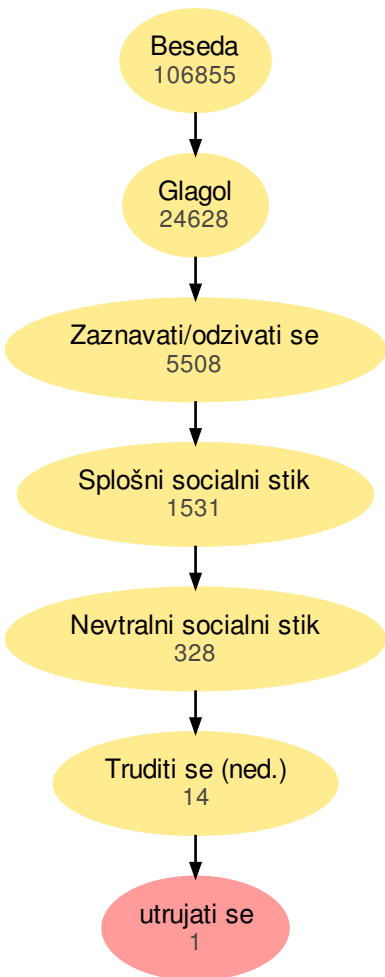 Beseda
106855
Glagol
24628
Zaznavati/odzivati se
5508
Splošni socialni stik
1531
Nevtralni socialni stik
328
Truditi se (ned.)
14
utrujati se
1